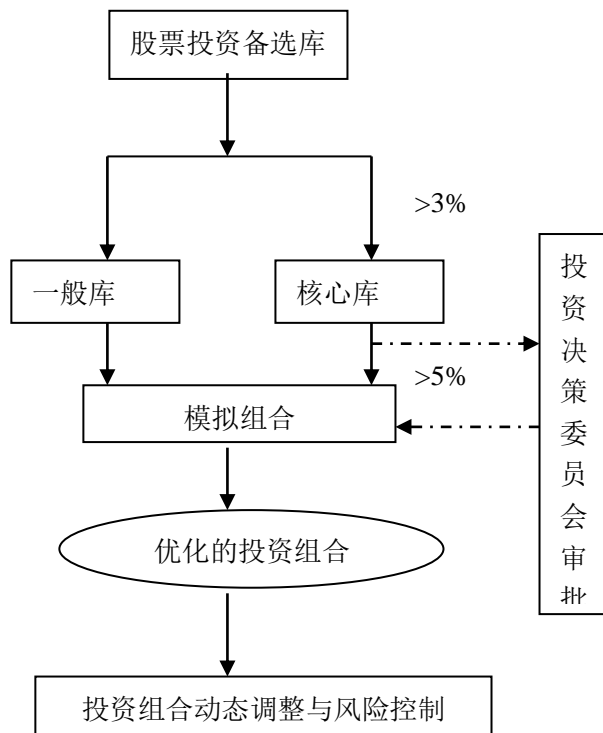 股票投资备选库
>3%
一般库
核心库
投资决策委员会审批
>5%
模拟组合
优化的投资组合
投资组合动态调整与风险控制